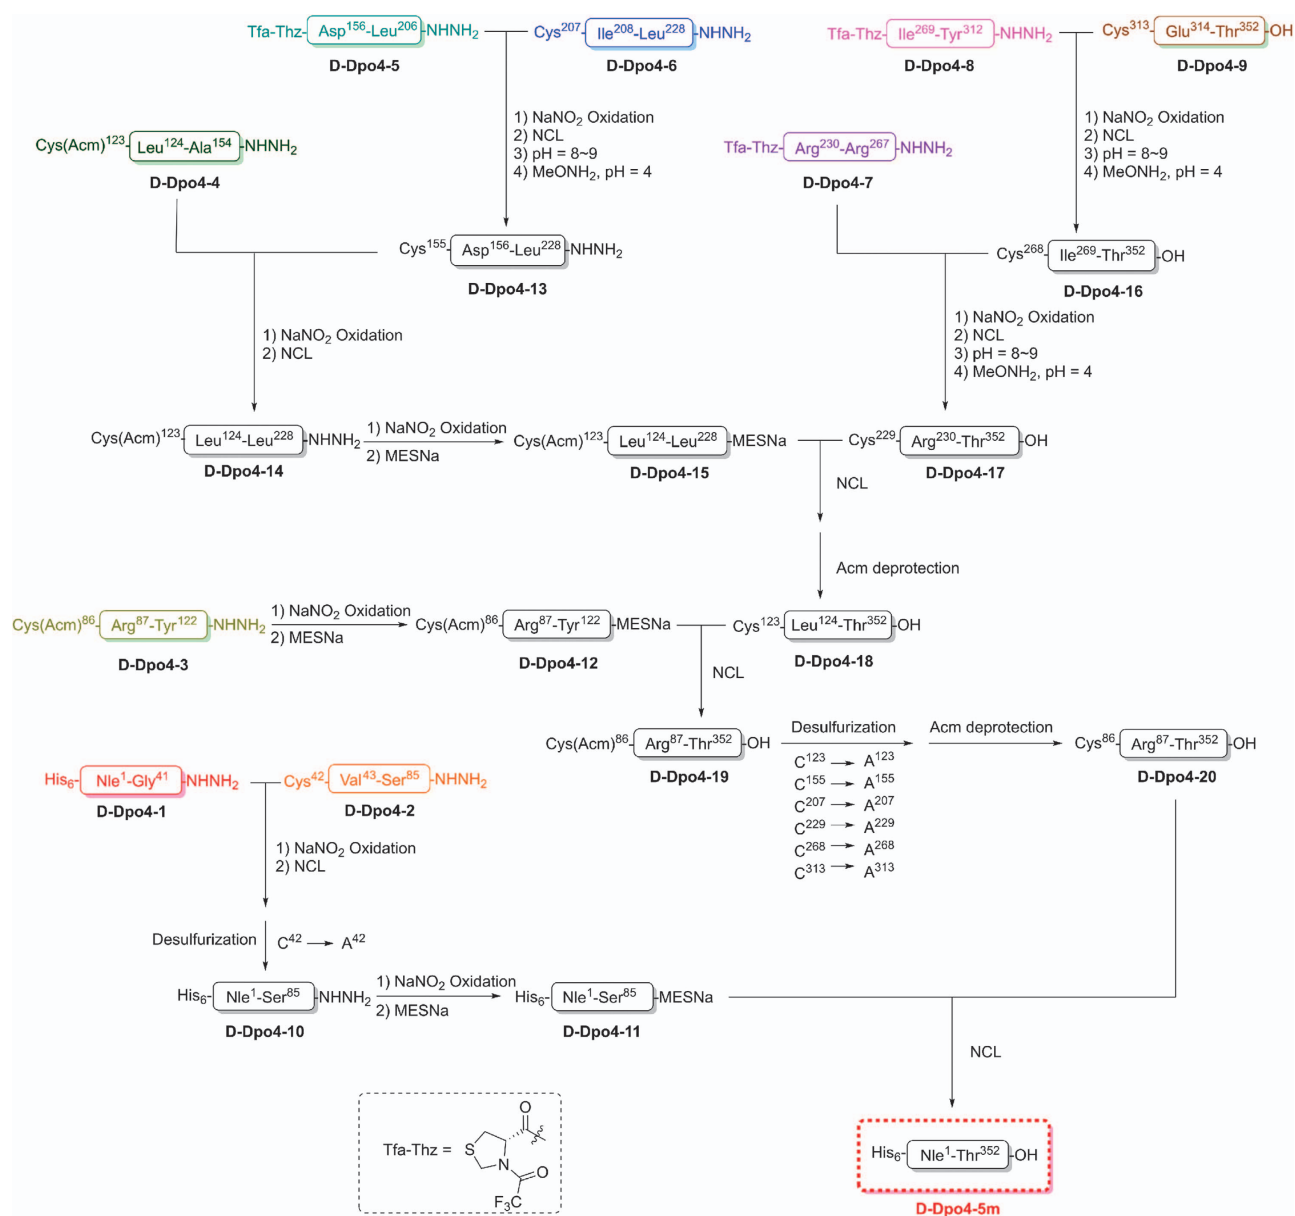 Tfa-Thz- Asp156-Leu206 -NHNH2
D-Dpo4-5
Cys207- Ile208-Leu228 -NHNH2
D-Dpo4-6
Tfa-Thz- Ile269-Tyr312 -NHNH2
D-Dpo4-8
Cys313- Glu314-Thr352 -OH
D-Dpo4-9
1) NaNO2 Oxidation
2) NCL
3) pH = 8~9
4) MeONH2, pH = 4
1) NaNO2 Oxidation
2) NCL
3) pH = 8~9
4) MeONH2, pH = 4
Cys(Acm)123- Leu124-Ala154 -NHNH2
D-Dpo4-4
Tfa-Thz- Arg230-Arg267 -NHNH2
D-Dpo4-7
Cys155- Asp156-Leu228 -NHNH2
D-Dpo4-13
Cys268- Ile269-Thr352 -OH
D-Dpo4-16
1) NaNO2 Oxidation
2) NCL
1) NaNO2 Oxidation
2) NCL
3) pH = 8~9
4) MeONH2, pH = 4
Cys(Acm)123- Leu124-Leu228 -NHNH2
D-Dpo4-14
1) NaNO2 Oxidation
2) MESNa
Cys(Acm)123- Leu124-Leu228 -MESNa
D-Dpo4-15
Cys229- Arg230-Thr352 -OH
D-Dpo4-17
NCL
Acm deprotection
Cys(Acm)86- Arg87-Tyr122 -NHNH2
D-Dpo4-3
1) NaNO2 Oxidation
2) MESNa
Cys(Acm)86- Arg87-Tyr122 -MESNa
D-Dpo4-12
Cys123- Leu124-Thr352 -OH
D-Dpo4-18
NCL
Cys(Acm)86- Arg87-Thr352 -OH
D-Dpo4-19
Desulfurization
C123 → A123
C155 → A155
C207 → A207
C229 → A229
C268 → A268
C313 → A313
Acm deprotection
Cys86- Arg87-Thr352 -OH
D-Dpo4-20
His6- Nle1-Gly41 -NHNH2
D-Dpo4-1
Cys42- Val43-Ser85 -NHNH2
D-Dpo4-2
1) NaNO2 Oxidation
2) NCL
Desulfurization
C42 → A42
His6- Nle1-Ser85 -NHNH2
D-Dpo4-10
1) NaNO2 Oxidation
2) MESNa
His6- Nle1-Ser85 -MESNa
D-Dpo4-11
NCL
Tfa-Thz =
O
S
N
O
F3C
His6- Nle1-Thr352 -OH
D-Dpo4-5m